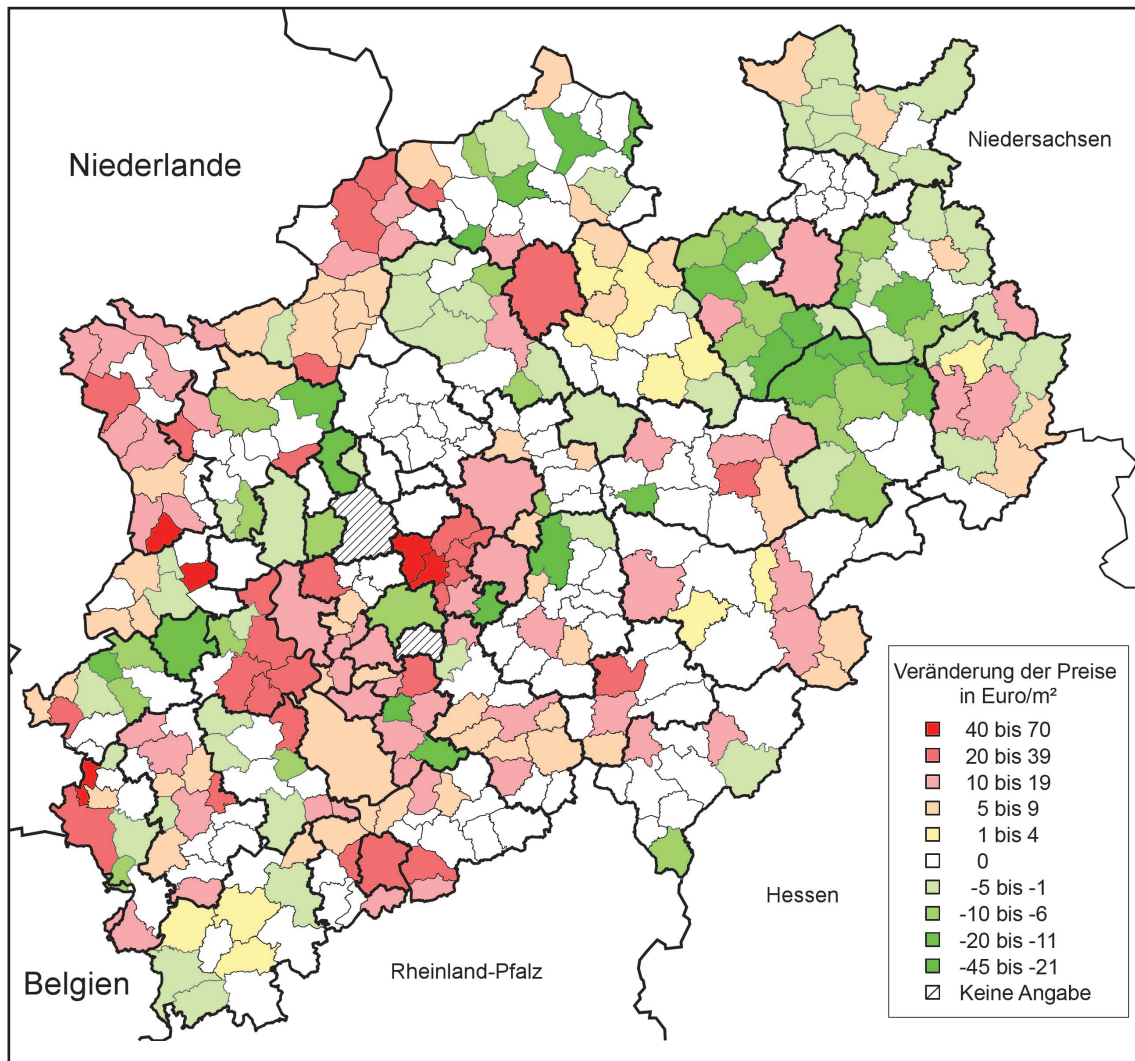 Niederlande
Niedersachsen
Hessen
Rheinland-Pfalz
Belgien
Veränderung der Preise
in Euro/m²
40 bis 70
20 bis 39
10 bis 19
5 bis 9
1 bis 4
0
-5 bis -1
-10 bis -6
-20 bis -11
-45 bis -21
Keine Angabe